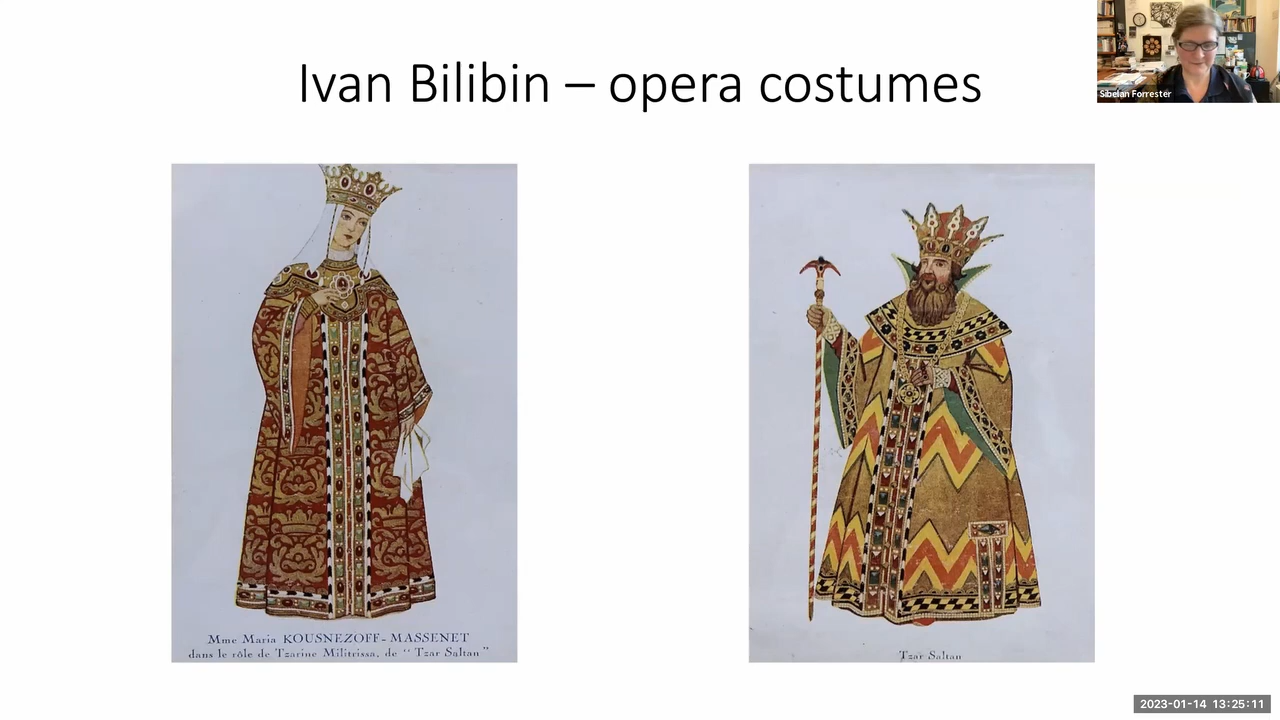 Ivan Bilibin – opera costumes
Sibelan Forrester
Mme Maria KOUSNEZOFF-MASSENET
dans le rôle de Tzarine Militrissa, de “Tzar Saltan”
Tzar Saltan
2023-01-14 13:25:11